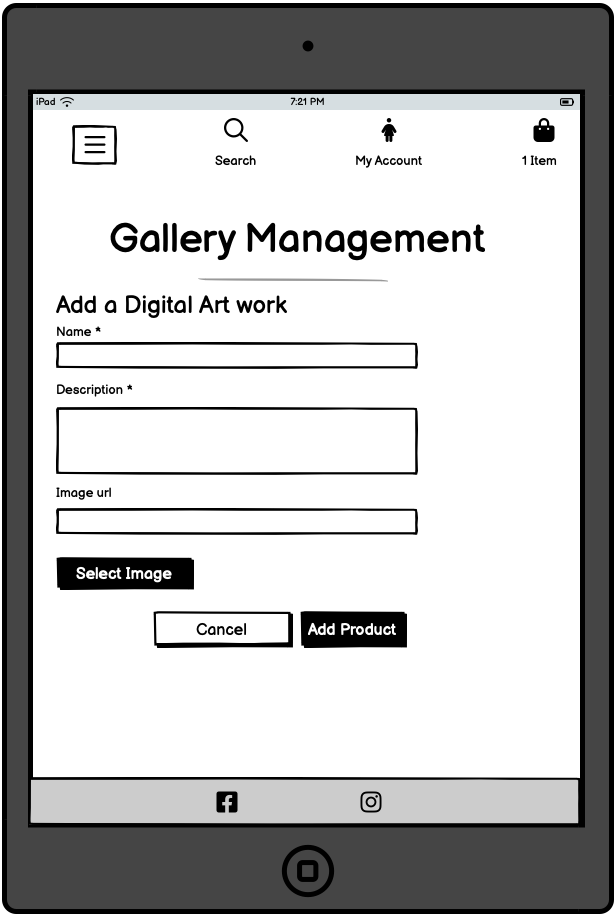 iPad 7:21 PM
Search My Account 1 Item
Gallery Management
Add a Digital Art work
Name *
Description *
Image url
Select Image
Cancel Add Product